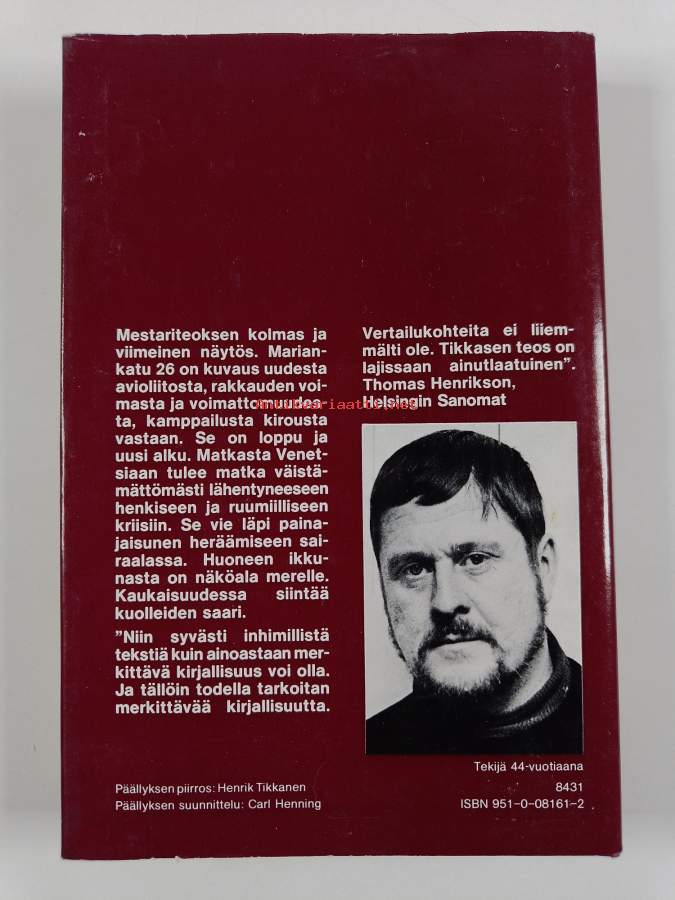 Mestariteoksen kolmas ja
viimeinen näytös. Marian-
katu 26 on kuvaus uudesta
avioliitosta, rakkauden voi-
masta ja voimattomuudes-
ta, kamppailusta kirousta
vastaan. Se on loppu ja
uusi alku. Matkasta Venet-
siaan tulee matka väistä-
mättömästi lähentyneeseen
henkiseen ja ruumiilliseen
kriisiin. Se vie läpi paina-
jaisunen heräämiseen sai-
raalassa. Huoneen ikku-
nasta on näköala merelle.
Kaukaisuudessa siintää
kuolleiden saari.
”Niin syvästi inhimillistä
tekstiä kuin ainoastaan mer-
kittävä kirjallisuus voi olla.
Ja tällöin todella tarkoitan
merkittävää kirjallisuutta.
Vertailukohteita ei liiem-
mälti ole. Tikkasen teos on
lajissaan ainutlaatuinen”.
Thomas Henrikson,
Helsingin Sanomat
Antikvariaatti.net
Tekijä 44-vuotiaana
Päällyksen piirros: Henrik Tikkanen
Päällyksen suunnittelu: Carl Henning
8431
ISBN 951-0-08161-2